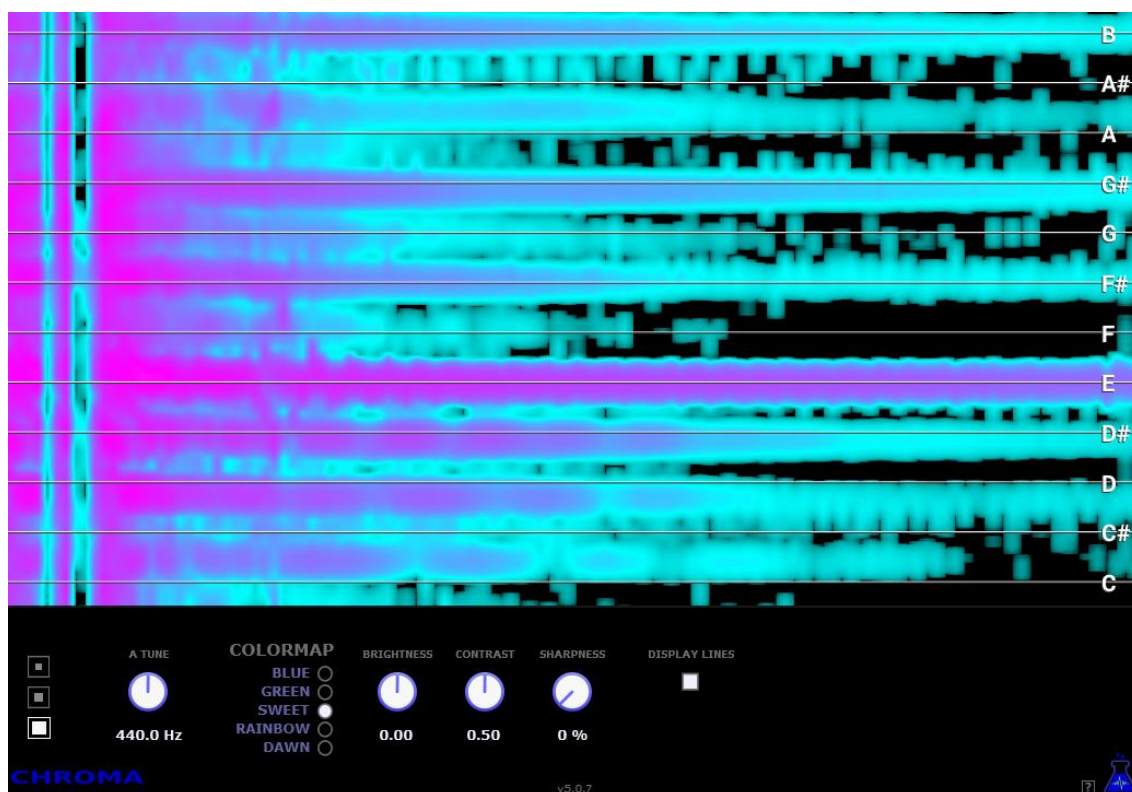 B
A#
A
G#
G
F#
F
E
D#
D
C#
C
A TUNE
440.0 Hz
COLORMAP
BLUE
GREEN
SWEET
RAINBOW
DAWN
BRIGHTNESS
0.00
CONTRAST
0.50
SHARPNESS
0 %
DISPLAY LINES
CHROMA
v5.0.7
?